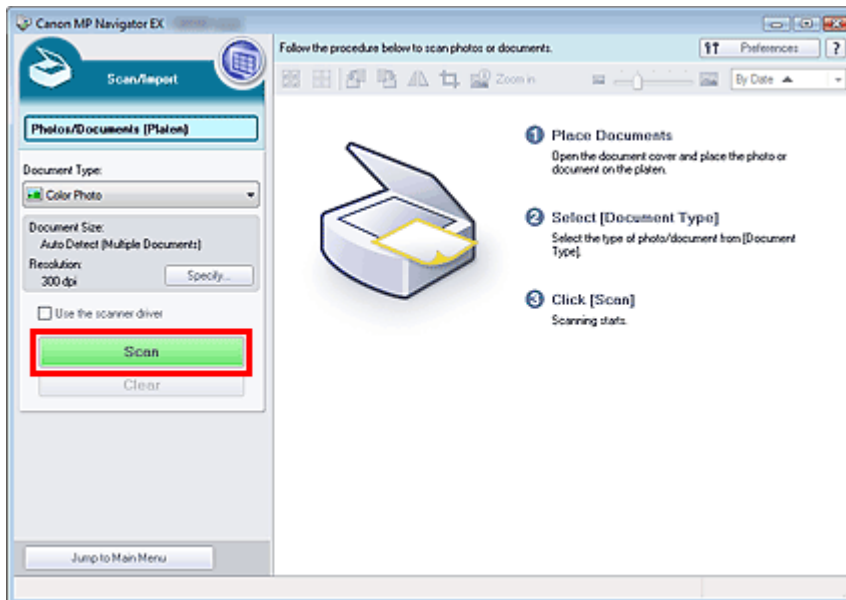 Canon MP Navigator EX
Scan/Import
Photos/Documents (Platen)
Document Type:
Color Photo
Document Size:
Auto Detect (Multiple Documents)
Resolution:
300 dpi
Specify...
Use the scanner driver
Scan
Clear
Jump to Main Menu
Follow the procedure below to scan photos or documents.
Preferences
?
Zoom in
By Date
1 Place Documents
Open the document cover and place the photo or
document on the platen.
2 Select [Document Type]
Select the type of photo/document from [Document
Type].
3 Click [Scan]
Scanning starts.